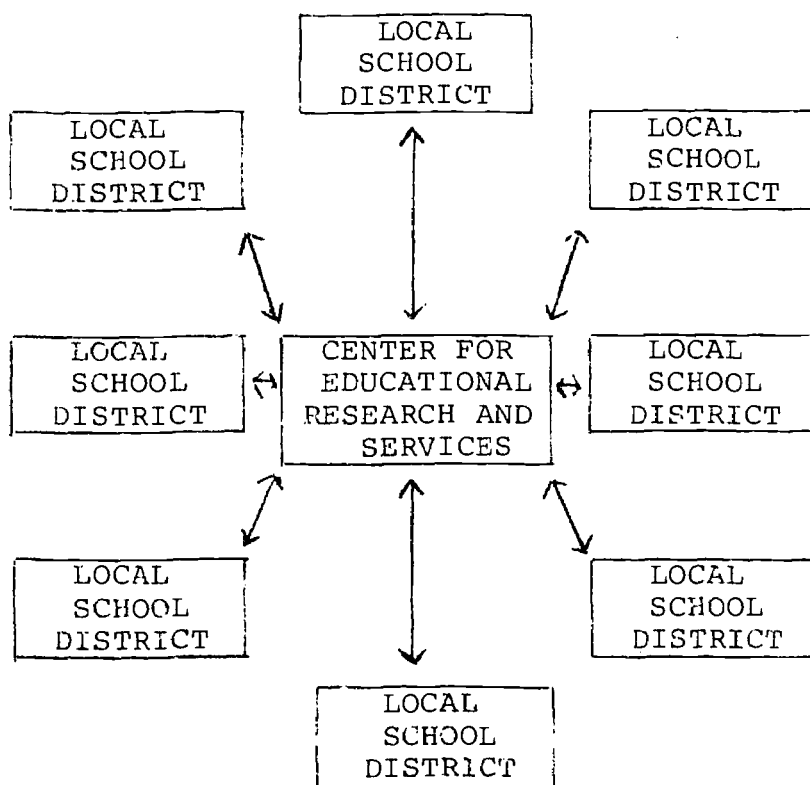 LOCAL
SCHOOL
DISTRICT
LOCAL
SCHOOL
DISTRICT
LOCAL
SCHOOL
DISTRICT
LOCAL
SCHOOL
DISTRICT
CENTER FOR
EDUCATIONAL
RESEARCH AND
SERVICES
LOCAL
SCHOOL
DISTRICT
LOCAL
SCHOOL
DISTRICT
LOCAL
SCHOOL
DISTRICT
LOCAL
SCHOOL
DISTRICT